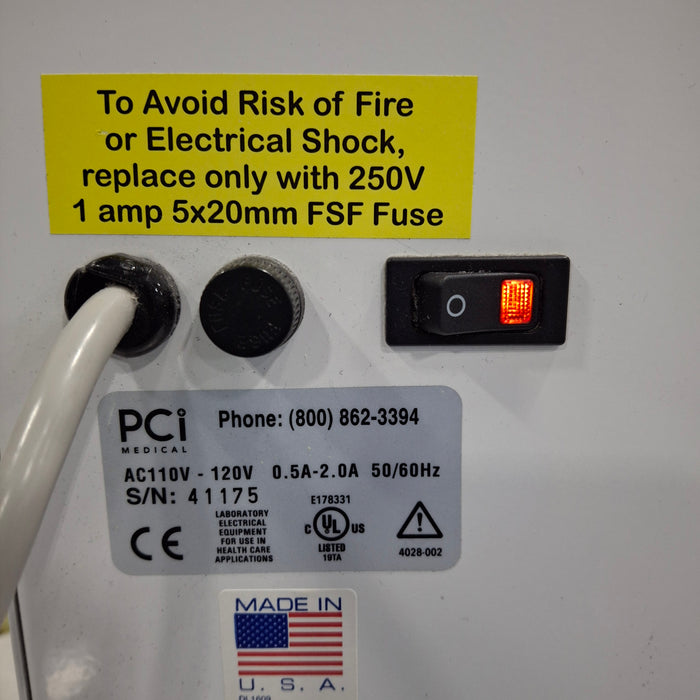 To Avoid Risk of Fire
or Electrical Shock,
replace only with 250V
1 amp 5x20mm FSF Fuse
FUSE
O
PCi
MEDICAL
Phone: (800) 862-3394
AC110V - 120V 0.5A-2.0A 50/60Hz
S/N: 41175
CE
LABORATORY
ELECTRICAL
EQUIPMENT
FOR USE IN
HEALTH CARE
APPLICATIONS
E178331
C UL US
LISTED
19TA
!
4028-002
MADE IN
U. S. A.